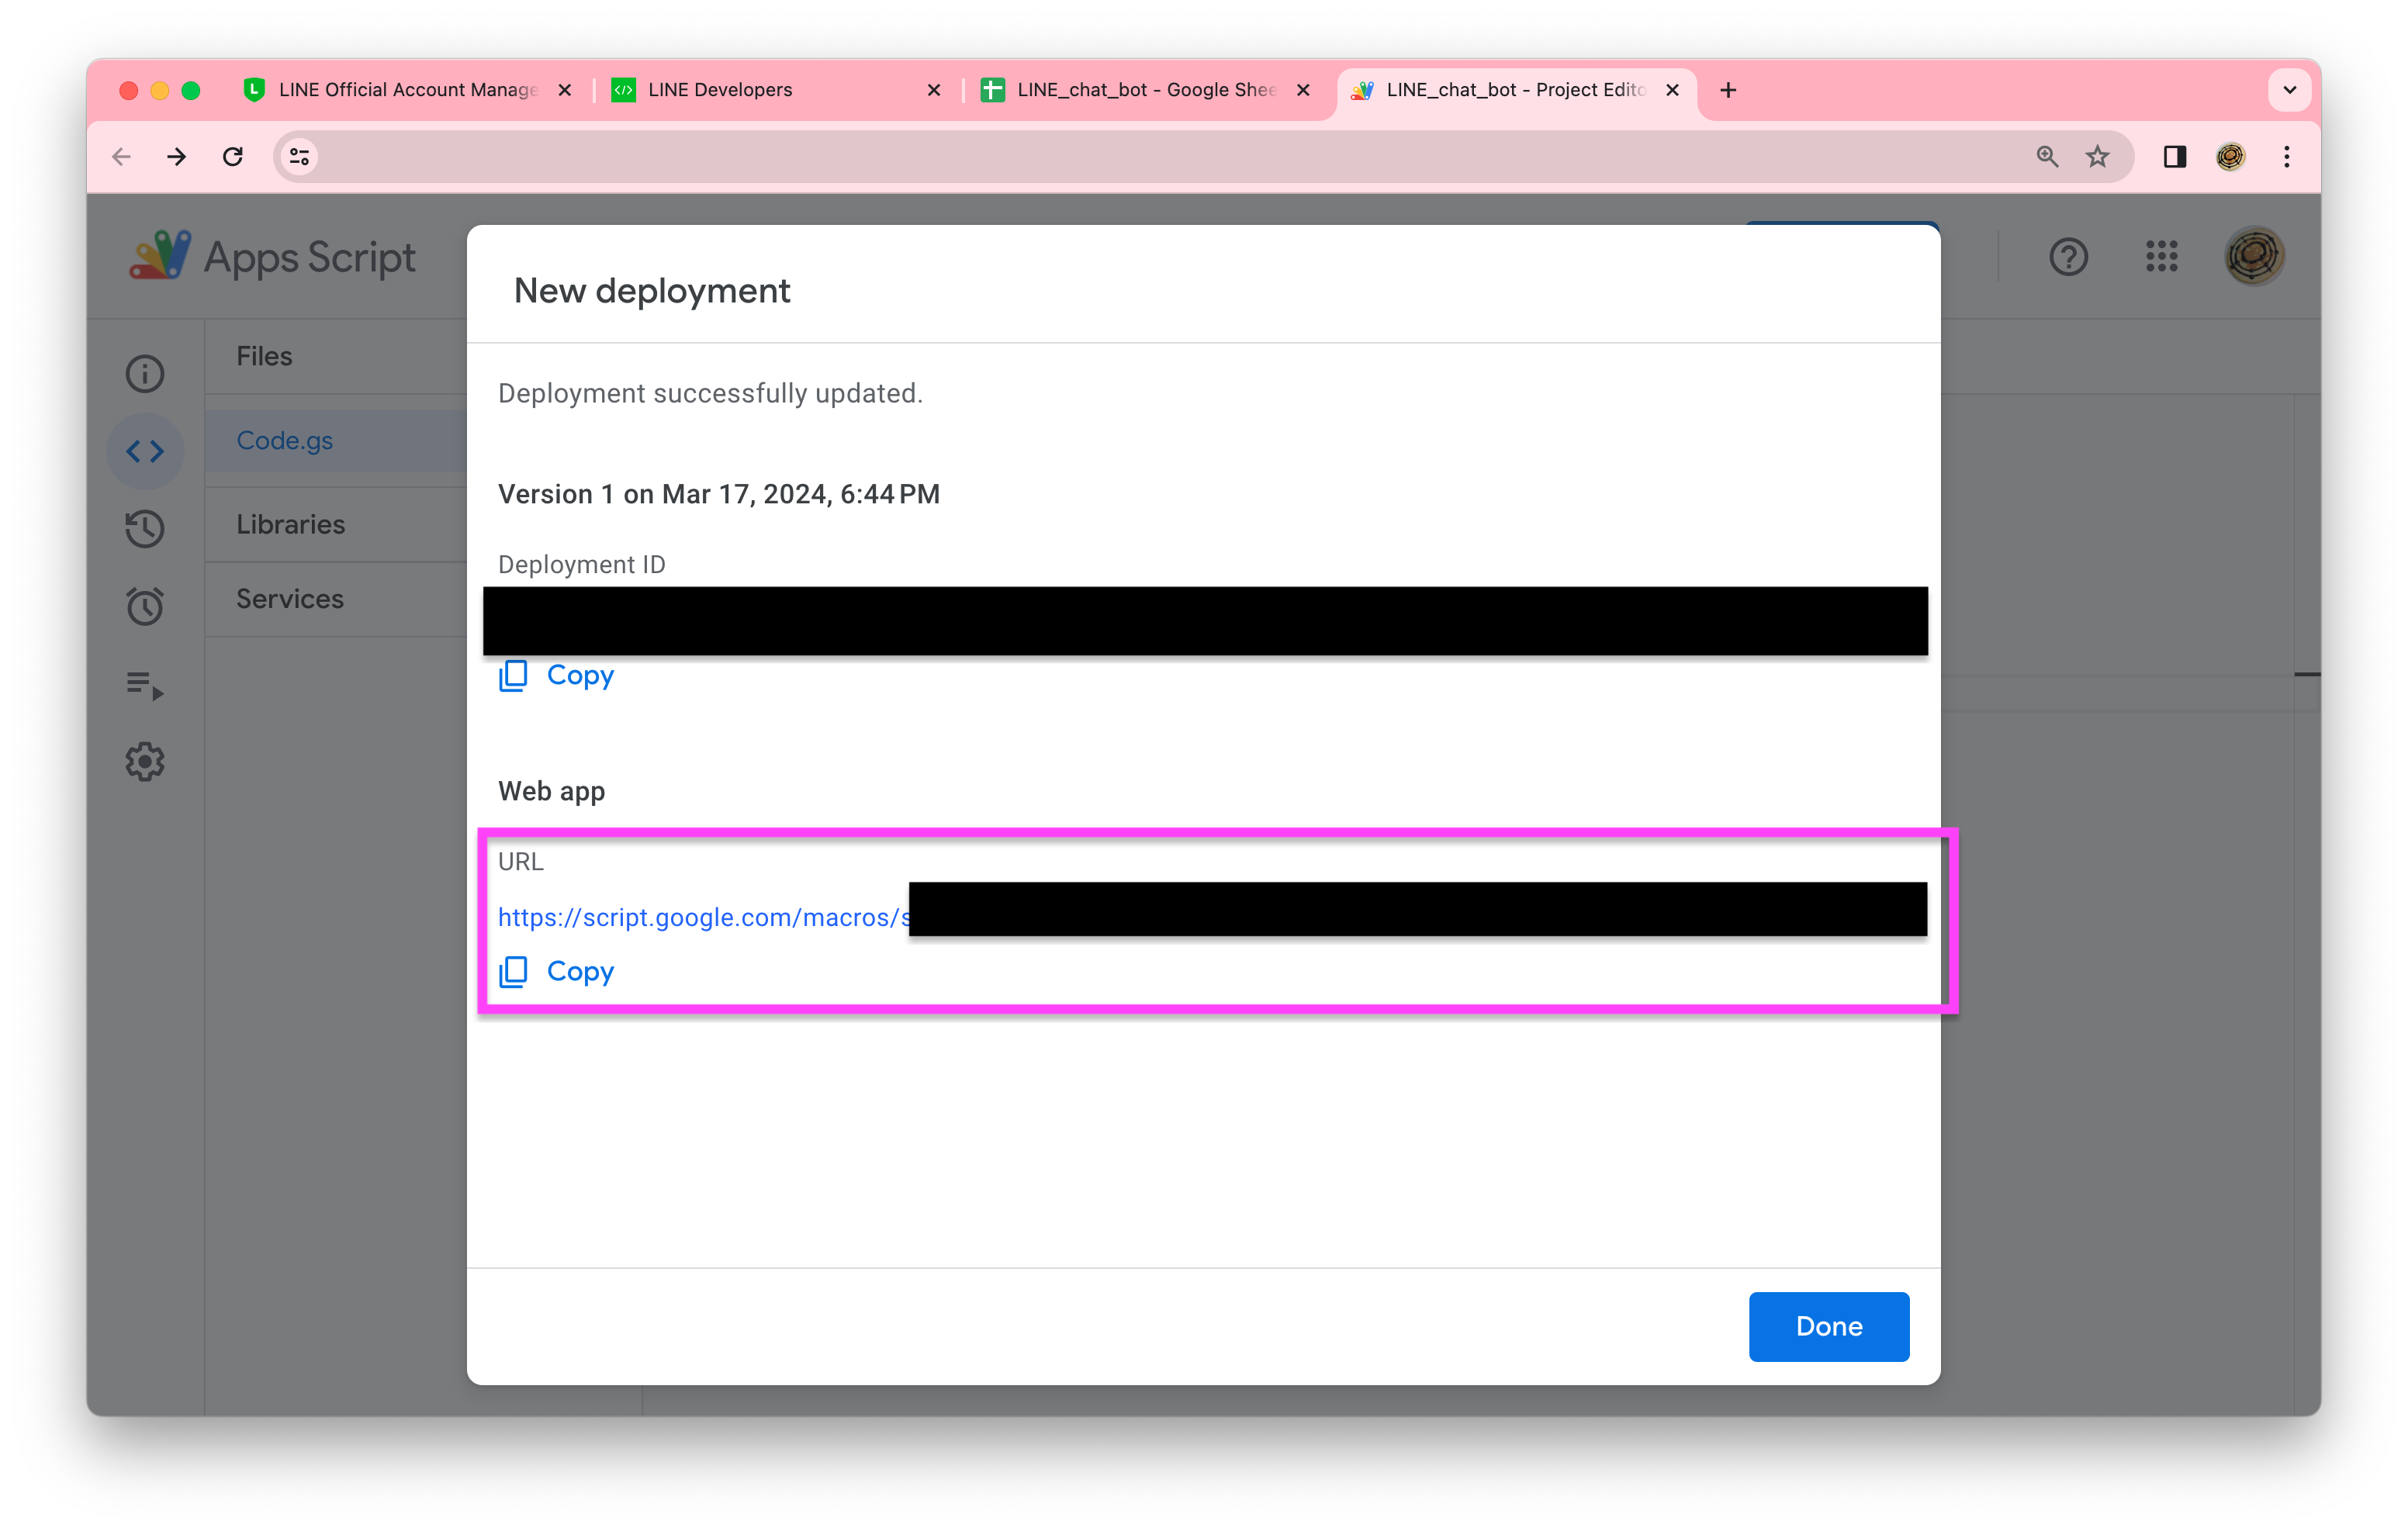 LINE Official Account Manage
LINE Developers
LINE_chat_bot - Google Shee
LINE_chat_bot - Project Edito
Apps Script
New deployment
Files
Deployment successfully updated.
Code.gs
Version 1 on Mar 17, 2024, 6:44 PM
Libraries
Deployment ID
Services
Copy
Web app
URL
https://script.google.com/macros/s
Copy
Done